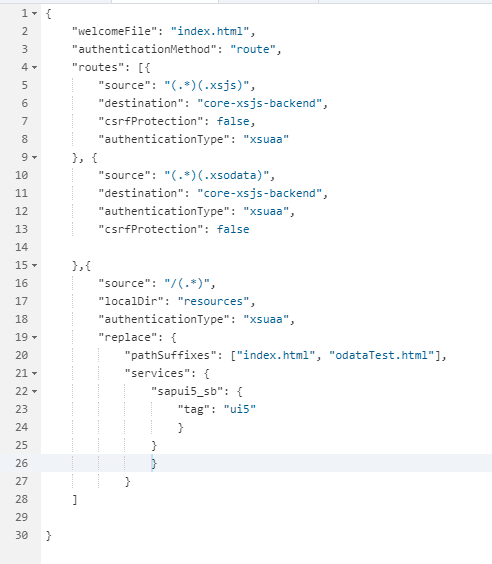 1 {
2 "welcomeFile": "index.html",
3 "authenticationMethod": "route",
4 "routes": [{
5 "source": "(.*)(.xsjs)",
6 "destination": "core-xsjs-backend",
7 "csrfProtection": false,
8 "authenticationType": "xsuaa"
9 }, {
10 "source": "(.*)(.xsodata)",
11 "destination": "core-xsjs-backend",
12 "authenticationType": "xsuaa",
13 "csrfProtection": false
14
15 },{
16 "source": "/(.*)",
17 "localDir": "resources",
18 "authenticationType": "xsuaa",
19 "replace": {
20 "pathSuffixes": ["index.html", "odataTest.html"],
21 "services": {
22 "sapui5_sb": {
23 "tag": "ui5"
24 }
25 }
26 }
27 }
28 ]
29
30 }